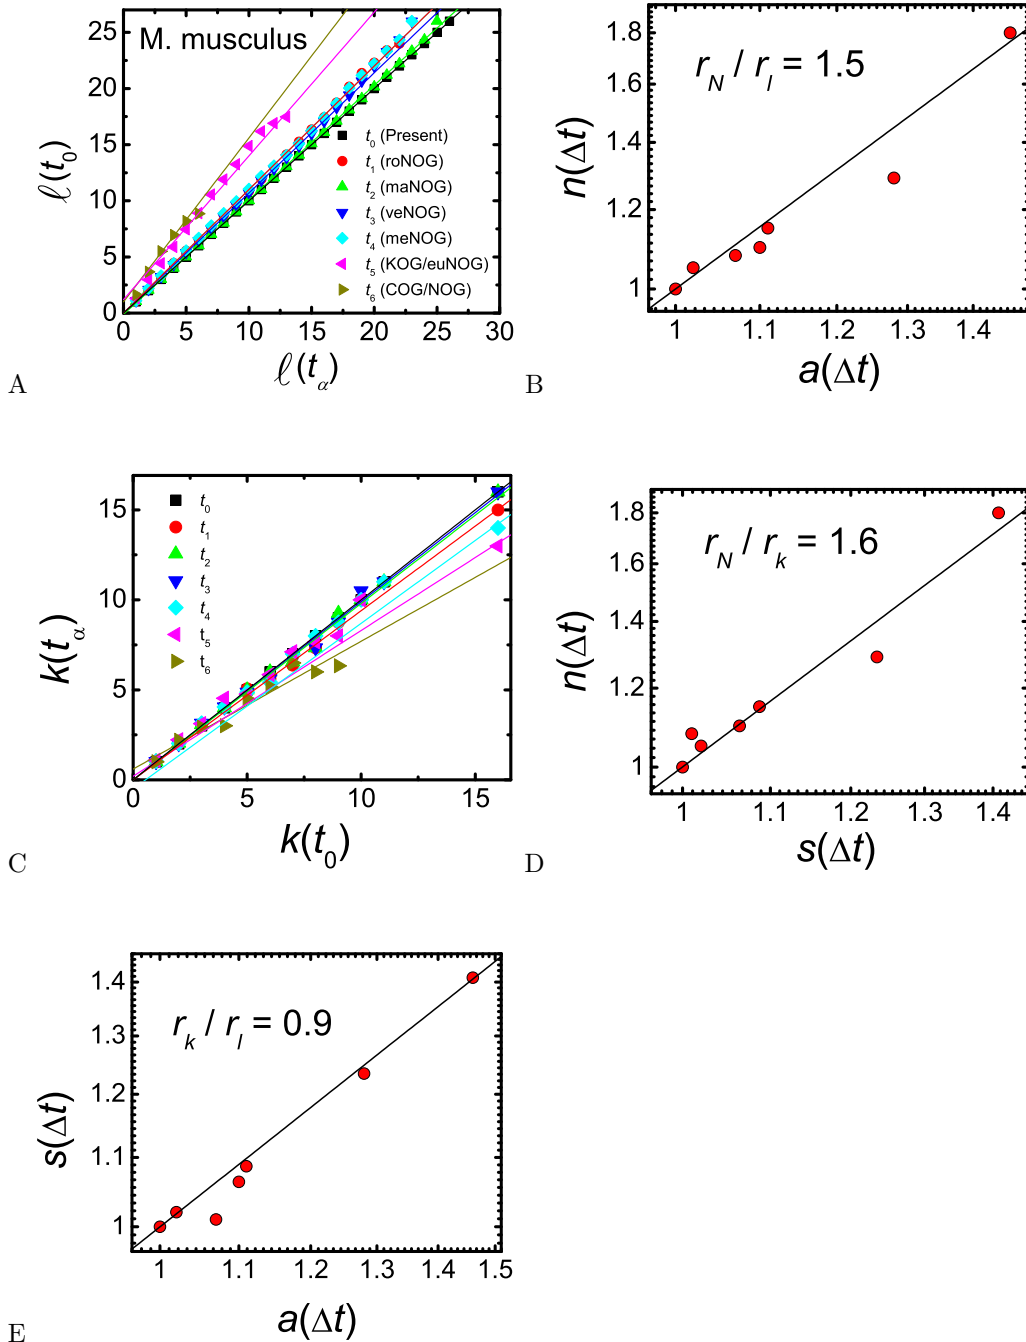 M. musculus
25
20
15
10
5
0
0 5 10 15 20 25 30
ℓ(t₀)
ℓ(tα)
t₀ (Present)
t₁ (roNOG)
t₂ (maNOG)
t₃ (veNOG)
t₄ (meNOG)
t₅ (KOG/euNOG)
t₆ (COG/NOG)
A
r_N / r_l = 1.5
1.8
1.6
1.4
1.2
1
1 1.1 1.2 1.3 1.4
n(Δt)
a(Δt)
B
15
10
5
0
0 5 10 15
k(tα)
k(t₀)
t₀
t₁
t₂
t₃
t₄
t₅
t₆
C
r_N / r_k = 1.6
1.8
1.6
1.4
1.2
1
1 1.1 1.2 1.3 1.4
n(Δt)
s(Δt)
D
r_k / r_l = 0.9
1.4
1.3
1.2
1.1
1
1 1.1 1.2 1.3 1.4 1.5
s(Δt)
a(Δt)
E